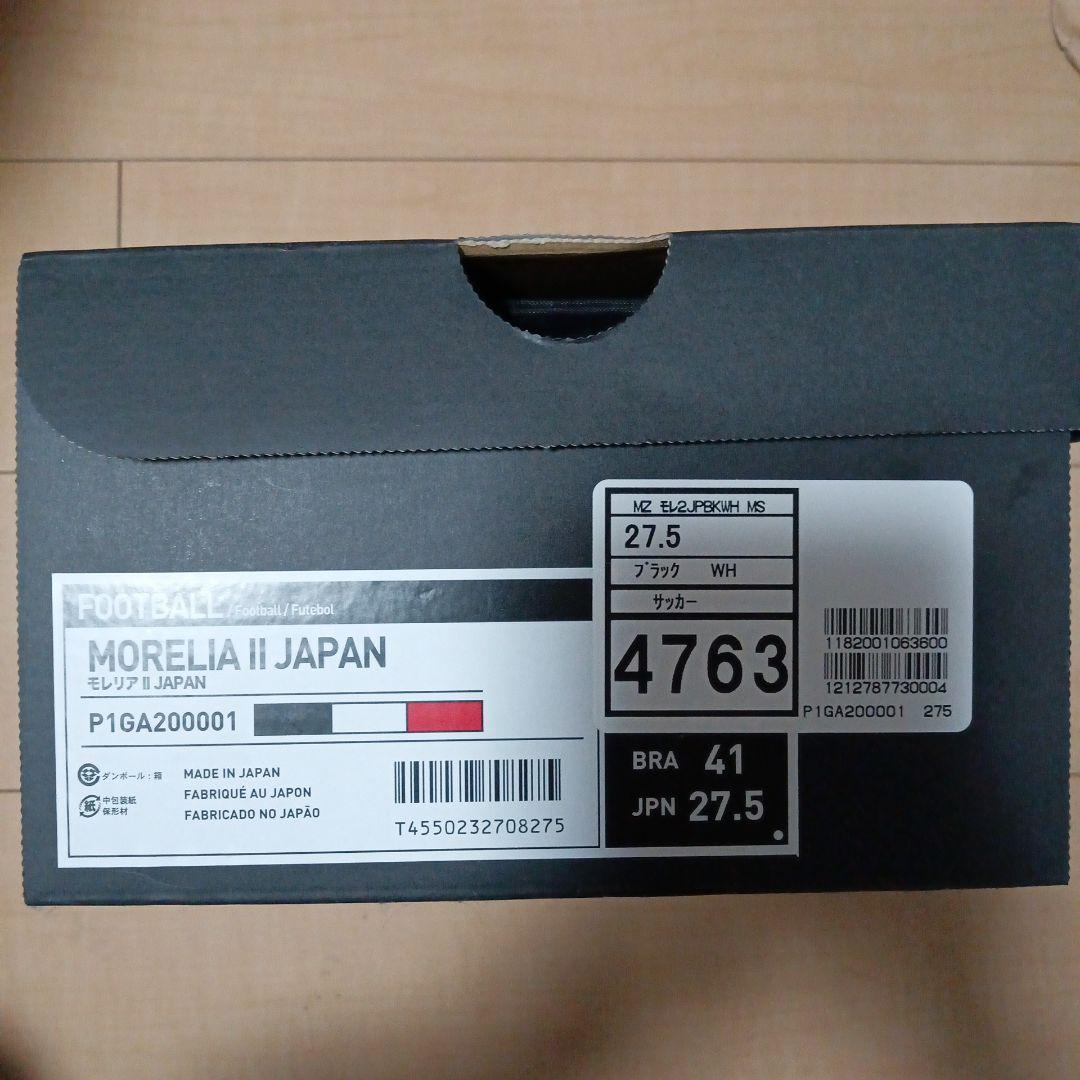 MZ モレ2JPBKWH MS
27.5
ブラック WH
サッカー
4763
1182001063600
1212787730004
P1GA200001 275
FOOTBALL / Football / Futebol
MORELIA II JAPAN
モレリア II JAPAN
P1GA200001
ダンボール : 箱
紙
中包装紙
保形材
MADE IN JAPAN
FABRIQUÉ AU JAPON
FABRICADO NO JAPÃO
T4550232708275
BRA 41
JPN 27.5